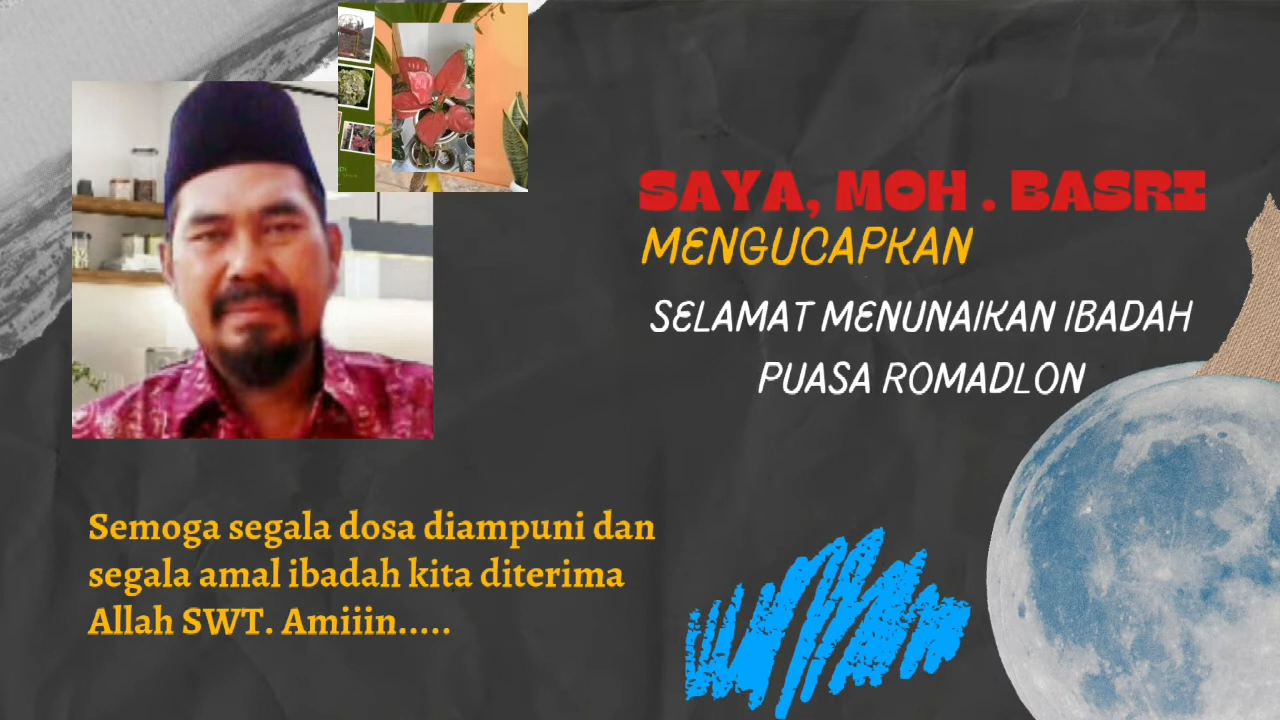 SAYA, MOH . BASRI
MENGUCAPKAN
SELAMAT MENUNAIKAN IBADAH
PUASA ROMADLON
Semoga segala dosa diampuni dan
segala amal ibadah kita diterima
Allah SWT. Amiiin.....